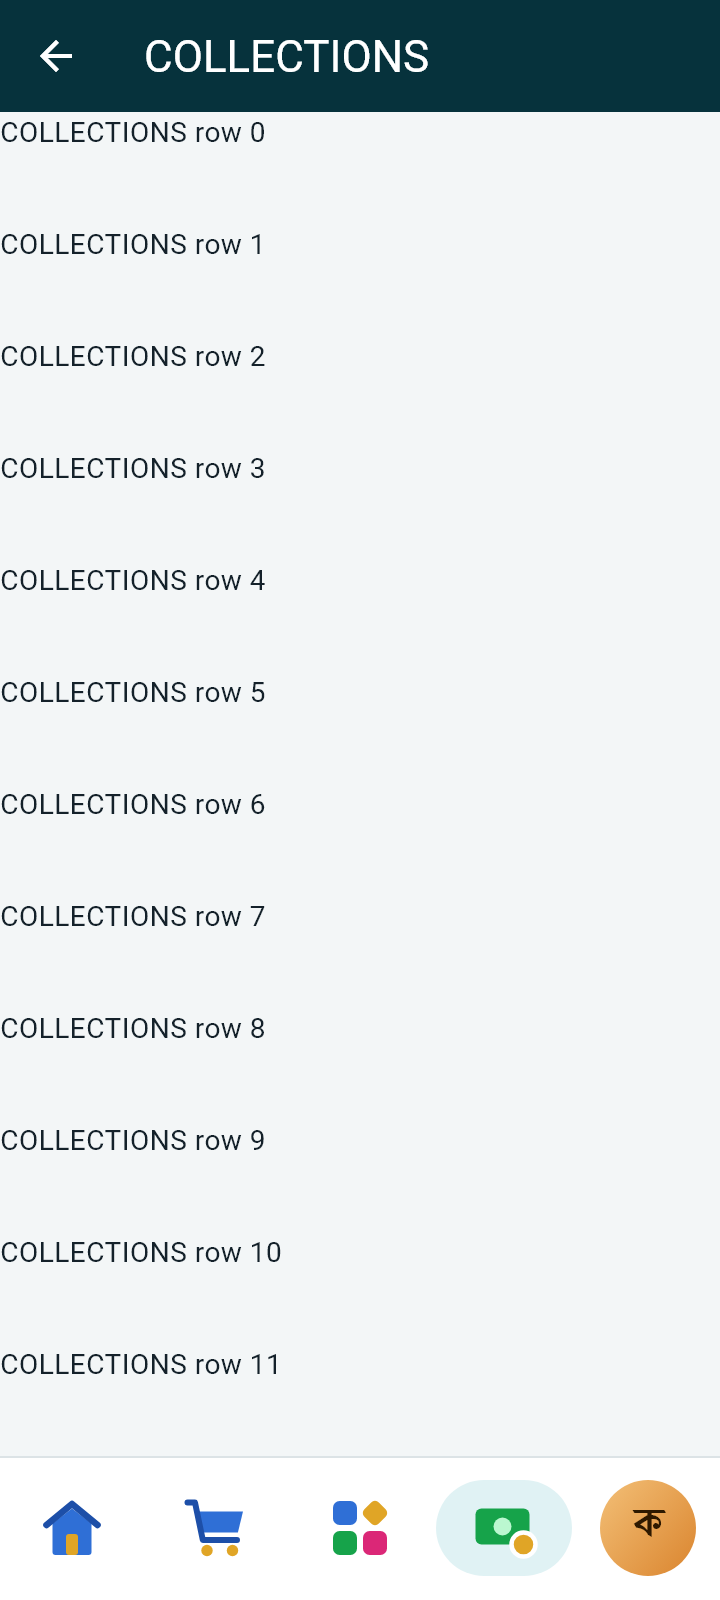 COLLECTIONS
COLLECTIONS row 0
COLLECTIONS row 1
COLLECTIONS row 2
COLLECTIONS row 3
COLLECTIONS row 4
COLLECTIONS row 5
COLLECTIONS row 6
COLLECTIONS row 7
COLLECTIONS row 8
COLLECTIONS row 9
COLLECTIONS row 10
COLLECTIONS row 11
ক